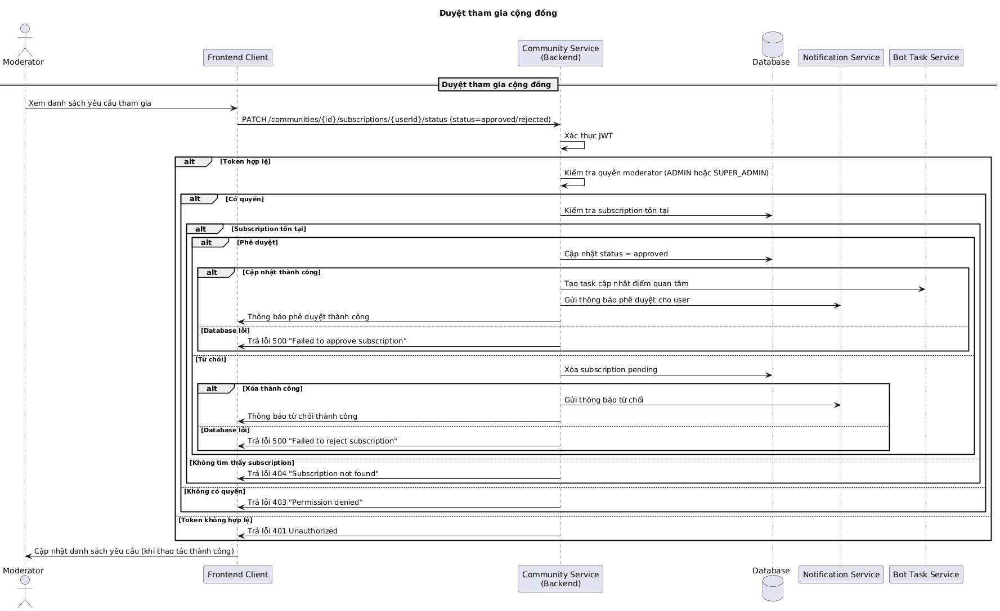 Duyệt tham gia cộng đồng
Moderator
Frontend Client
Community Service
(Backend)
Database
Notification Service
Bot Task Service
Duyệt tham gia cộng đồng
Xem danh sách yêu cầu tham gia
PATCH /communities/{id}/subscriptions/{userId}/status (status=approved/rejected)
Xác thực JWT
alt [Token hợp lệ]
Kiểm tra quyền moderator (ADMIN hoặc SUPER_ADMIN)
alt [Có quyền]
Kiểm tra subscription tồn tại
alt [Subscription tồn tại]
alt [Phê duyệt]
Cập nhật status = approved
alt [Cập nhật thành công]
Tạo task cập nhật điểm quan tâm
Gửi thông báo phê duyệt cho user
Thông báo phê duyệt thành công
[Database lỗi]
Trả lỗi 500 "Failed to approve subscription"
[Từ chối]
Xóa subscription pending
alt [Xóa thành công]
Gửi thông báo từ chối
Thông báo từ chối thành công
[Database lỗi]
Trả lỗi 500 "Failed to reject subscription"
[Không tìm thấy subscription]
Trả lỗi 404 "Subscription not found"
[Không có quyền]
Trả lỗi 403 "Permission denied"
[Token không hợp lệ]
Trả lỗi 401 Unauthorized
Cập nhật danh sách yêu cầu (khi thao tác thành công)
Moderator
Frontend Client
Community Service
(Backend)
Database
Notification Service
Bot Task Service